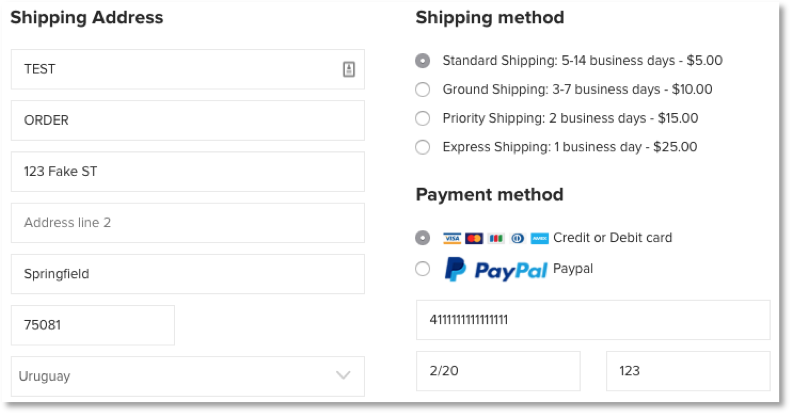 Shipping Address
TEST
ORDER
123 Fake ST
Address line 2
Springfield
75081
Uruguay
Shipping method
Standard Shipping: 5-14 business days - $5.00
Ground Shipping: 3-7 business days - $10.00
Priority Shipping: 2 business days - $15.00
Express Shipping: 1 business day - $25.00
Payment method
VISA Credit or Debit card
PayPal Paypal
4111111111111111
2/20 123